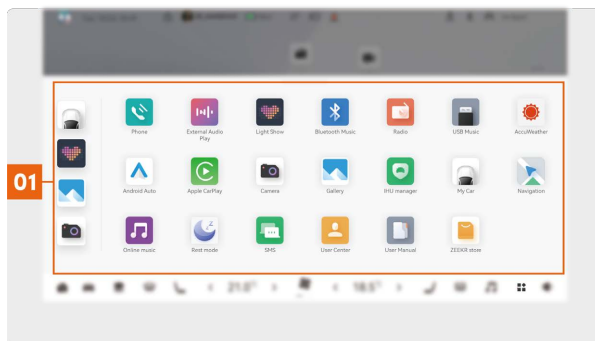 01
Phone
External Audio
Play
Light Show
Bluetooth Music
Radio
USB Music
AccuWeather
Android Auto
Apple CarPlay
Camera
Gallery
IHU manager
My Car
Navigation
Online music
Rest mode
SMS
User Center
User Manual
ZEEKR store
21.0
18.5